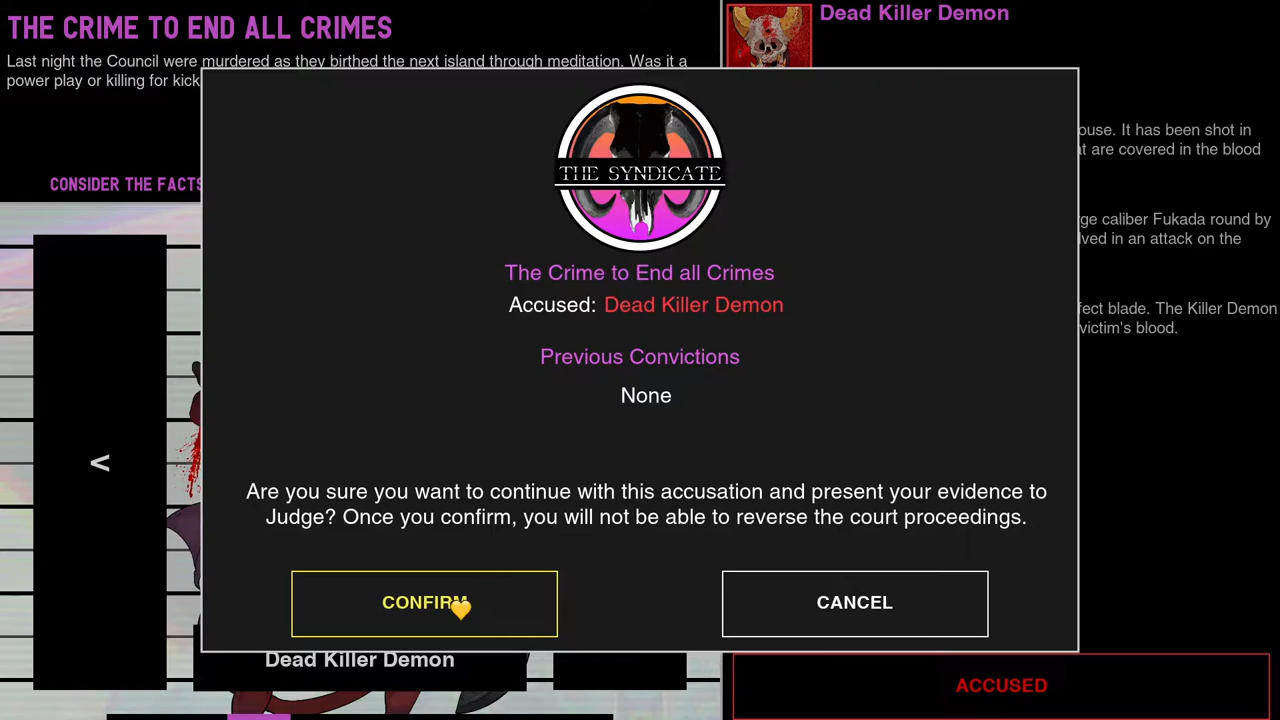 THE CRIME TO END ALL CRIMES
Last night the Council were murdered as they birthed the next island through meditation. Was it a
power play or killing for kick
CONSIDER THE FACTS
<
Dead Killer Demon
Dead Killer Demon
ouse. It has been shot in
at are covered in the blood
ge caliber Fukada round by
lved in an attack on the
fect blade. The Killer Demon
victim's blood.
THE SYNDICATE
The Crime to End all Crimes
Accused: Dead Killer Demon
Previous Convictions
None
Are you sure you want to continue with this accusation and present your evidence to
Judge? Once you confirm, you will not be able to reverse the court proceedings.
CONFIRM
CANCEL
ACCUSED